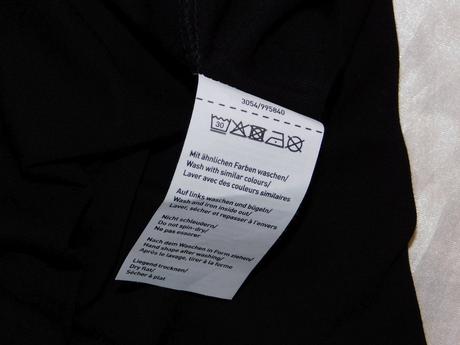 3054/995840
30
Mit ähnlichen Farben waschen/
Wash with similar colours/
Laver avec des couleurs similaires
Auf links waschen und bügeln/
Wash and iron inside out/
Laver, sécher et repasser à l'envers
Nicht schleudern/
Do not spin-dry/
Ne pas essorer
Nach dem Waschen in Form ziehen/
Hand shape after washing/
Après le lavage, tirer à la forme
Liegend trocknen/
Dry flat/
Sécher à plat